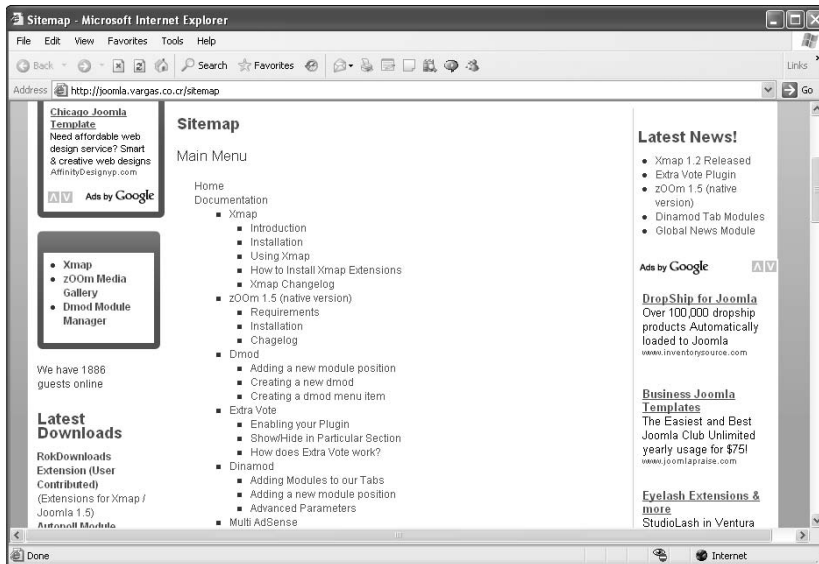 Sitemap - Microsoft Internet Explorer
File Edit View Favorites Tools Help
Back Search Favorites Links
Address http://joomla.vargas.co.cr/sitemap Go
Chicago Joomla
Template
Need affordable web
design service? Smart
& creative web designs
AffinityDesignyp.com
Ads by Google
Xmap
zOOm Media
Gallery
Dmod Module
Manager
We have 1886
guests online
Latest
Downloads
RokDownloads
Extension (User
Contributed)
(Extensions for Xmap /
Joomla 1.5)
Autopoll Module
Sitemap
Main Menu
Home
Documentation
Xmap
Introduction
Installation
Using Xmap
How to Install Xmap Extensions
Xmap Changelog
zOOm 1.5 (native version)
Requirements
Installation
Chagelog
Dmod
Adding a new module position
Creating a new dmod
Creating a dmod menu item
Extra Vote
Enabling your Plugin
Show/Hide in Particular Section
How does Extra Vote work?
Dinamod
Adding Modules to our Tabs
Adding a new module position
Advanced Parameters
Multi AdSense
Latest News!
Xmap 1.2 Released
Extra Vote Plugin
zOOm 1.5 (native
version)
Dinamod Tab Modules
Global News Module
Ads by Google
DropShip for Joomla
Over 100,000 dropship
products Automatically
loaded to Joomla
www.inventorysource.com
Business Joomla
Templates
The Easiest and Best
Joomla Club Unlimited
yearly usage for $75!
www.joomlapraise.com
Eyelash Extensions &
more
StudioLash in Ventura
Done Internet